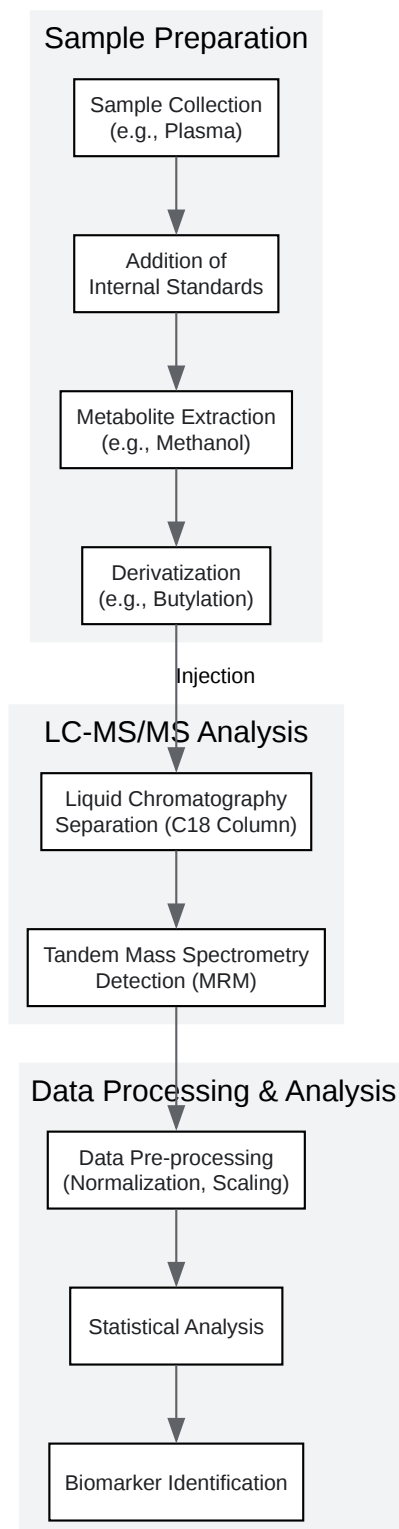 Sample Preparation
Sample Collection
(e.g., Plasma)
Addition of
Internal Standards
Metabolite Extraction
(e.g., Methanol)
Derivatization
(e.g., Butylation)
Injection
LC-MS/MS Analysis
Liquid Chromatography
Separation (C18 Column)
Tandem Mass Spectrometry
Detection (MRM)
Data Processing & Analysis
Data Pre-processing
(Normalization, Scaling)
Statistical Analysis
Biomarker Identification